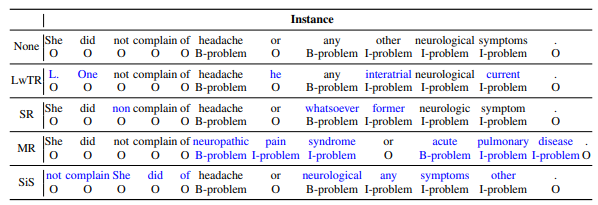 Instance
None She did not complain of headache or any other neurological symptoms .
O O O O O B-problem O B-problem I-problem I-problem I-problem O
LwTR L. One not complain of headache he any interatrial neurological current .
O O O O O B-problem O B-problem I-problem I-problem I-problem O
SR She did non complain of headache or whatsoever former neurologic symptom .
O O O O O B-problem O B-problem I-problem I-problem I-problem O
MR She did not complain of neuropathic pain syndrome or acute pulmonary disease .
O O O O O B-problem I-problem I-problem O B-problem I-problem I-problem O
SiS not complain She did of headache or neurological any symptoms other .
O O O O O B-problem O B-problem I-problem I-problem I-problem O